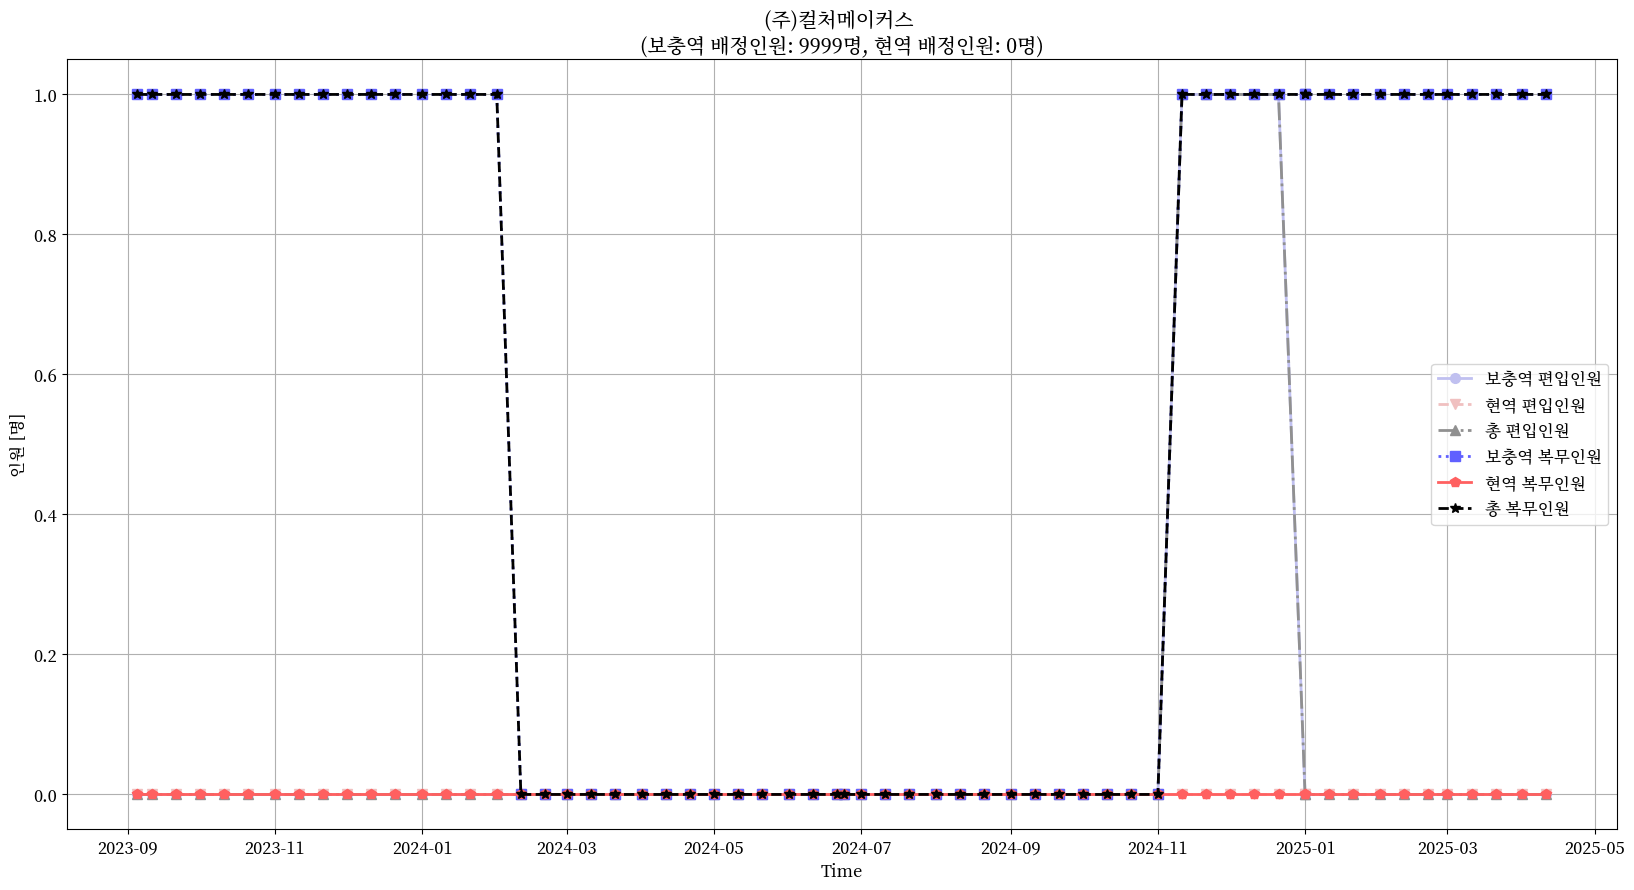 (주)컬처메이커스
(보충역 배정인원: 9999명, 현역 배정인원: 0명)
인원 [명]
1.0
0.8
0.6
0.4
0.2
0.0
보충역 편입인원
현역 편입인원
총 편입인원
보충역 복무인원
현역 복무인원
총 복무인원
2023-09 2023-11 2024-01 2024-03 2024-05 2024-07 2024-09 2024-11 2025-01 2025-03 2025-05
Time